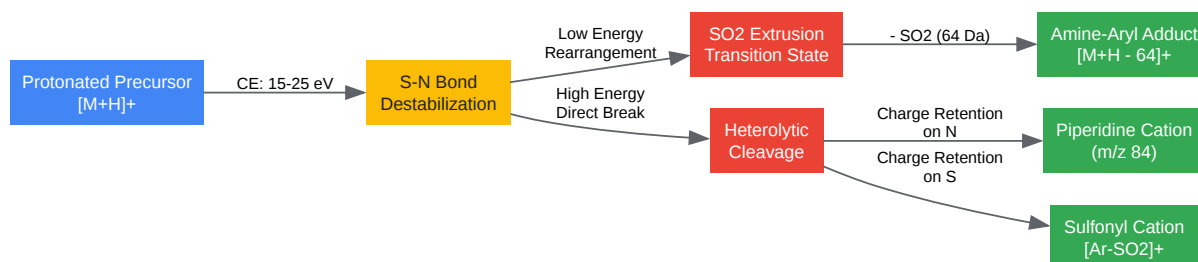 Protonated Precursor
[M+H]+
CE: 15-25 eV
S-N Bond
Destabilization
Low Energy
Rearrangement
High Energy
Direct Break
SO2 Extrusion
Transition State
- SO2 (64 Da)
Amine-Aryl Adduct
[M+H - 64]+
Heterolytic
Cleavage
Charge Retention
on N
Piperidine Cation
(m/z 84)
Charge Retention
on S
Sulfonyl Cation
[Ar-SO2]+